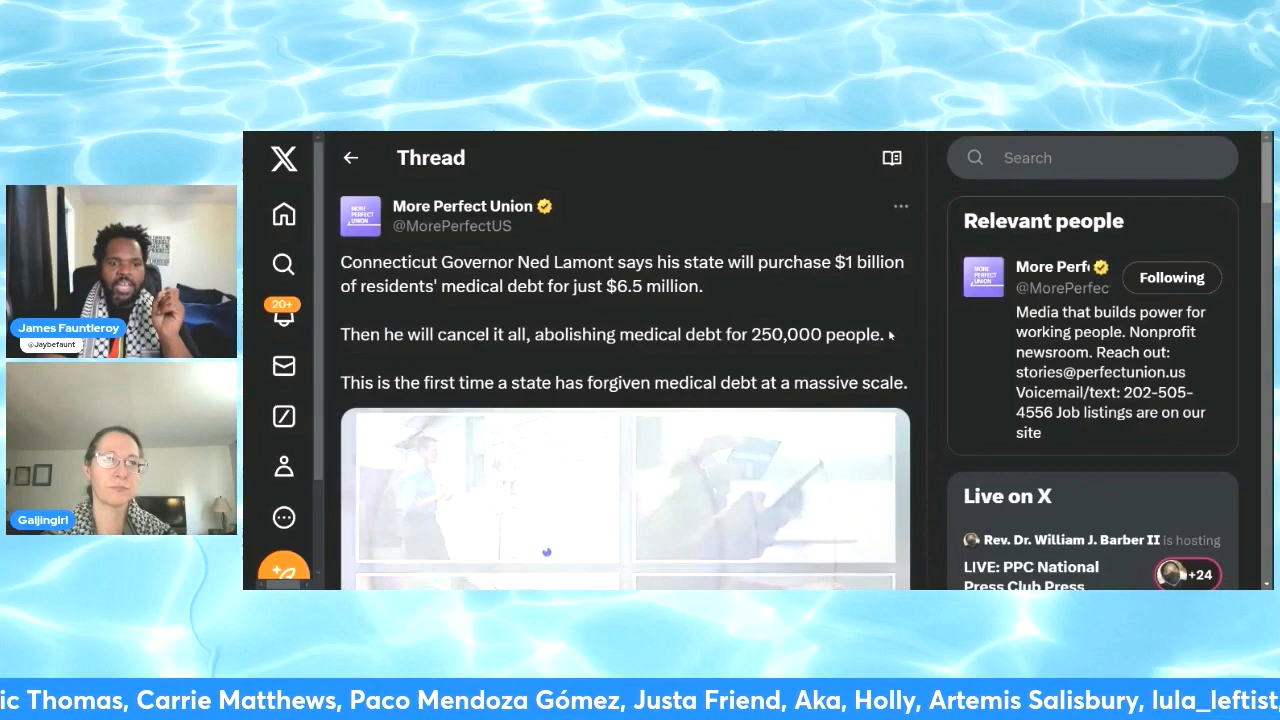 James Fauntleroy
@Jaybefaunt
Gaijingirl
20+
Thread
MORE
PERFECT
UNION
More Perfect Union
@MorePerfectUS
Connecticut Governor Ned Lamont says his state will purchase $1 billion
of residents' medical debt for just $6.5 million.
Then he will cancel it all, abolishing medical debt for 250,000 people.
This is the first time a state has forgiven medical debt at a massive scale.
Search
Relevant people
MORE
PERFECT
UNION
More Perf
@MorePerfec
Following
Media that builds power for
working people. Nonprofit
newsroom. Reach out:
stories@perfectunion.us
Voicemail/text: 202-505-
4556 Job listings are on our
site
Live on X
Rev. Dr. William J. Barber II is hosting
LIVE: PPC National
Press Club Press
+24
ic Thomas, Carrie Matthews, Paco Mendoza Gómez, Justa Friend, Aka, Holly, Artemis Salisbury, lula_leftist,